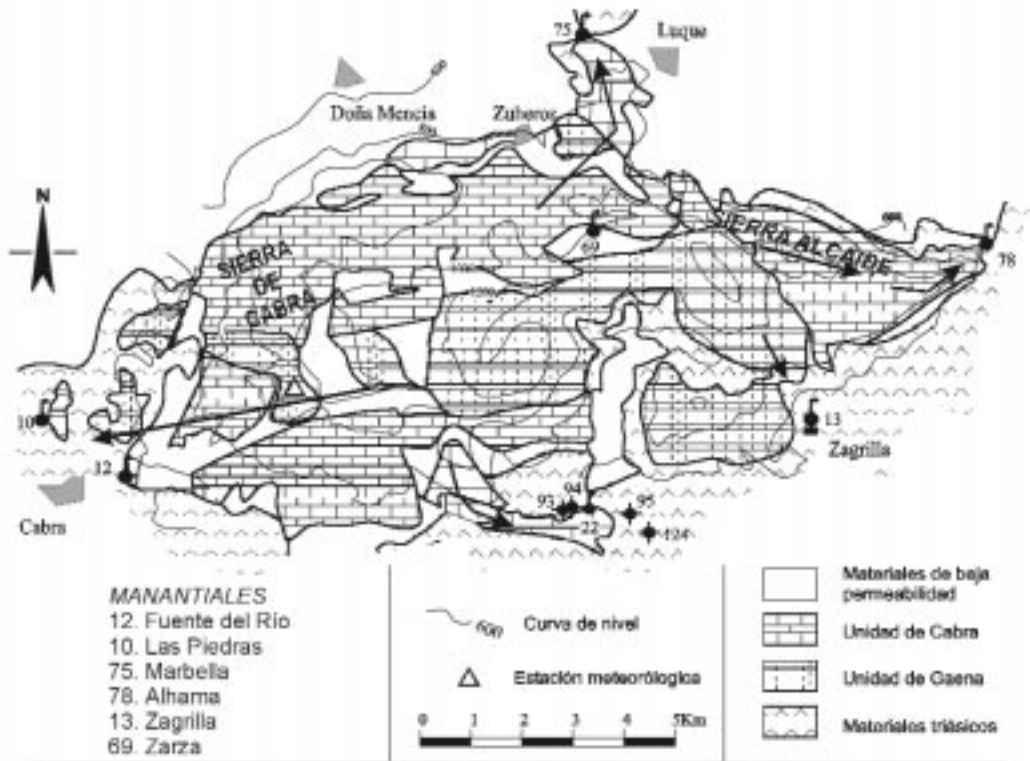 75
Luque
Doña Mencia
Zuheros
N
SIERRA
DE
CABRA
69
SIERRA ALCAIDE
78
10
12
13
Zagrilla
Cabra
93
94
22
95
124
MANANTIALES
12. Fuente del Río
10. Las Piedras
75. Marbella
78. Alhama
13. Zagrilla
69. Zarza
600
Curva de nivel
Estación meteorólogica
0 1 2 3 4 5Km
Materiales de baja
permeabilidad
Unidad de Cabra
Unidad de Gaena
Materiales triásicos